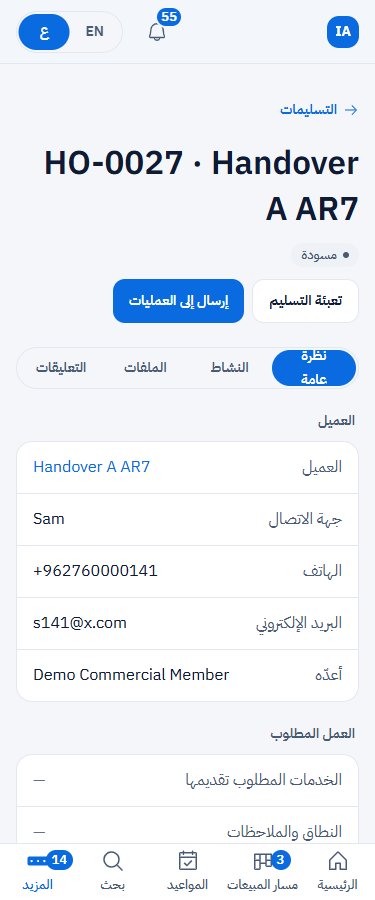 IA
55
EN
ع
← التسليمات
HO-0027 · Handover
A AR7
مسودة
تعبئة التسليم
إرسال إلى العمليات
نظرة
عامة
النشاط
الملفات
التعليقات
العميل
العميل
Handover A AR7
جهة الاتصال
Sam
الهاتف
+962760000141
البريد الإلكتروني
s141@x.com
أعدّه
Demo Commercial Member
العمل المطلوب
الخدمات المطلوب تقديمها
—
النطاق والملاحظات
—
الرئيسية
3
مسار المبيعات
المواعيد
بحث
14
المزيد